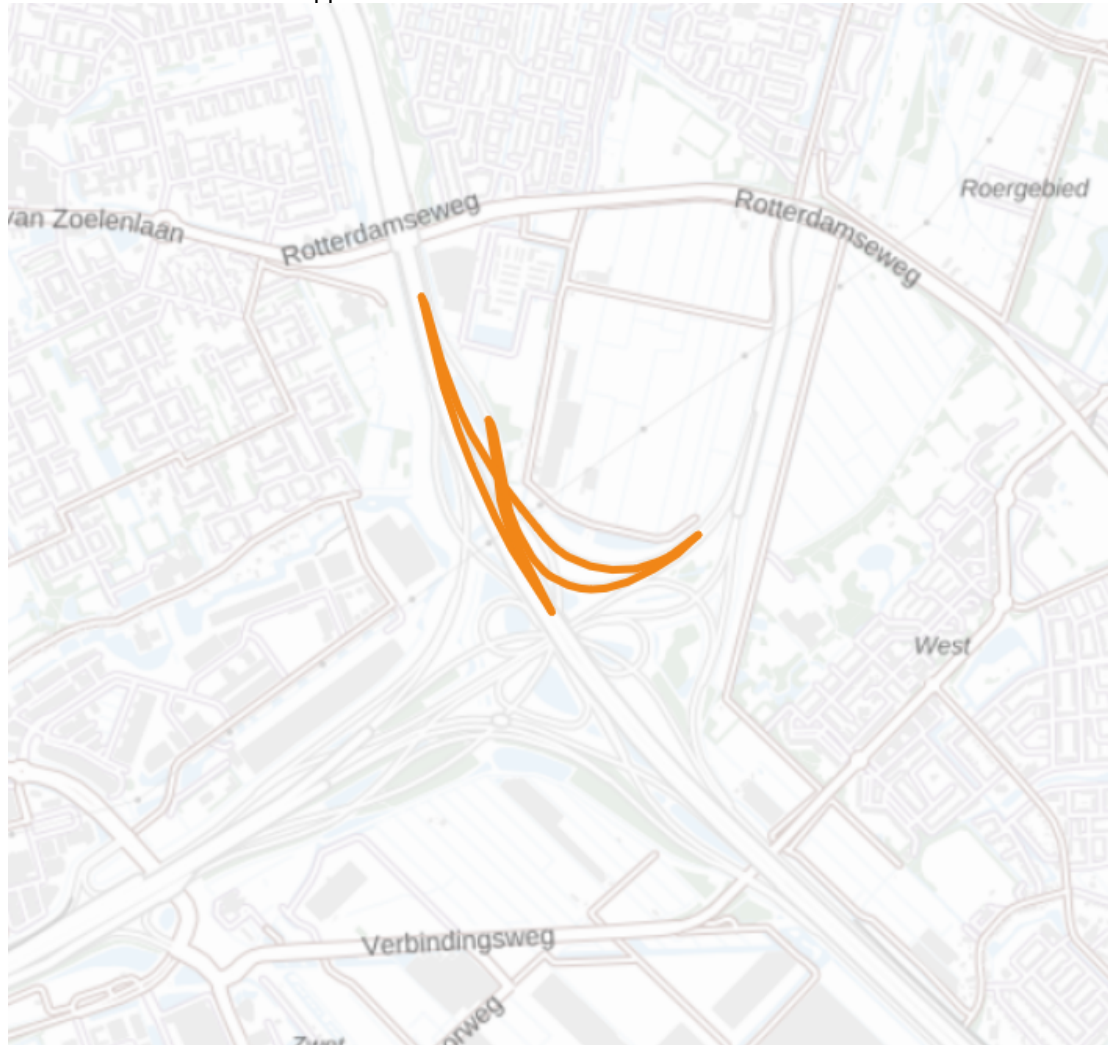 Roergebied
van Zoelenlaan
Rotterdamseweg
Rotterdamseweg
West
Verbindingsweg